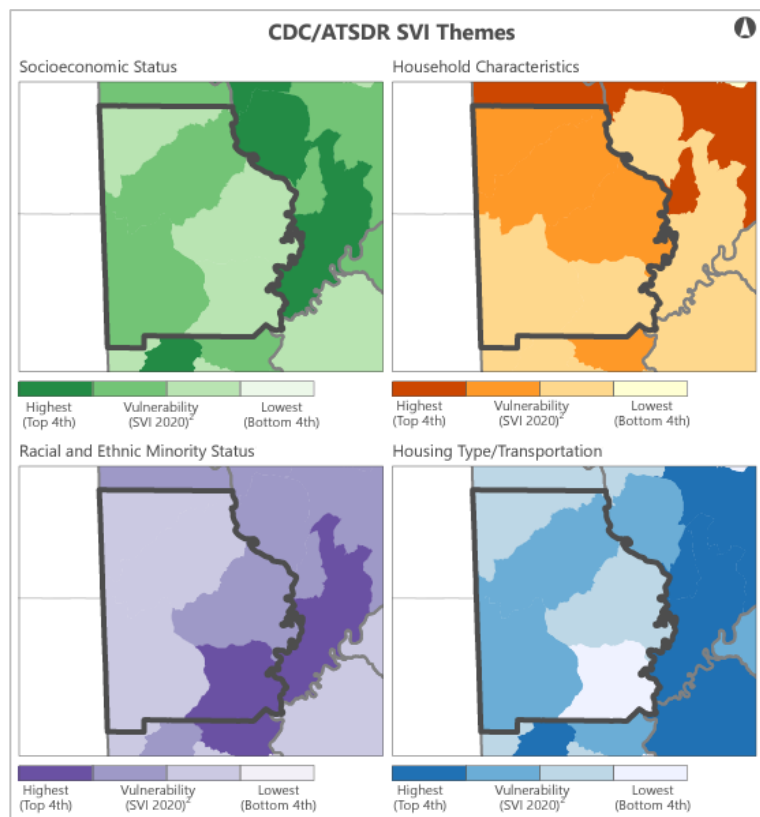 CDC/ATSDR SVI Themes
Socioeconomic Status
Highest
(Top 4th)
Vulnerability
(SVI 2020)²
Lowest
(Bottom 4th)
Household Characteristics
Highest
(Top 4th)
Vulnerability
(SVI 2020)²
Lowest
(Bottom 4th)
Racial and Ethnic Minority Status
Highest
(Top 4th)
Vulnerability
(SVI 2020)²
Lowest
(Bottom 4th)
Housing Type/Transportation
Highest
(Top 4th)
Vulnerability
(SVI 2020)²
Lowest
(Bottom 4th)